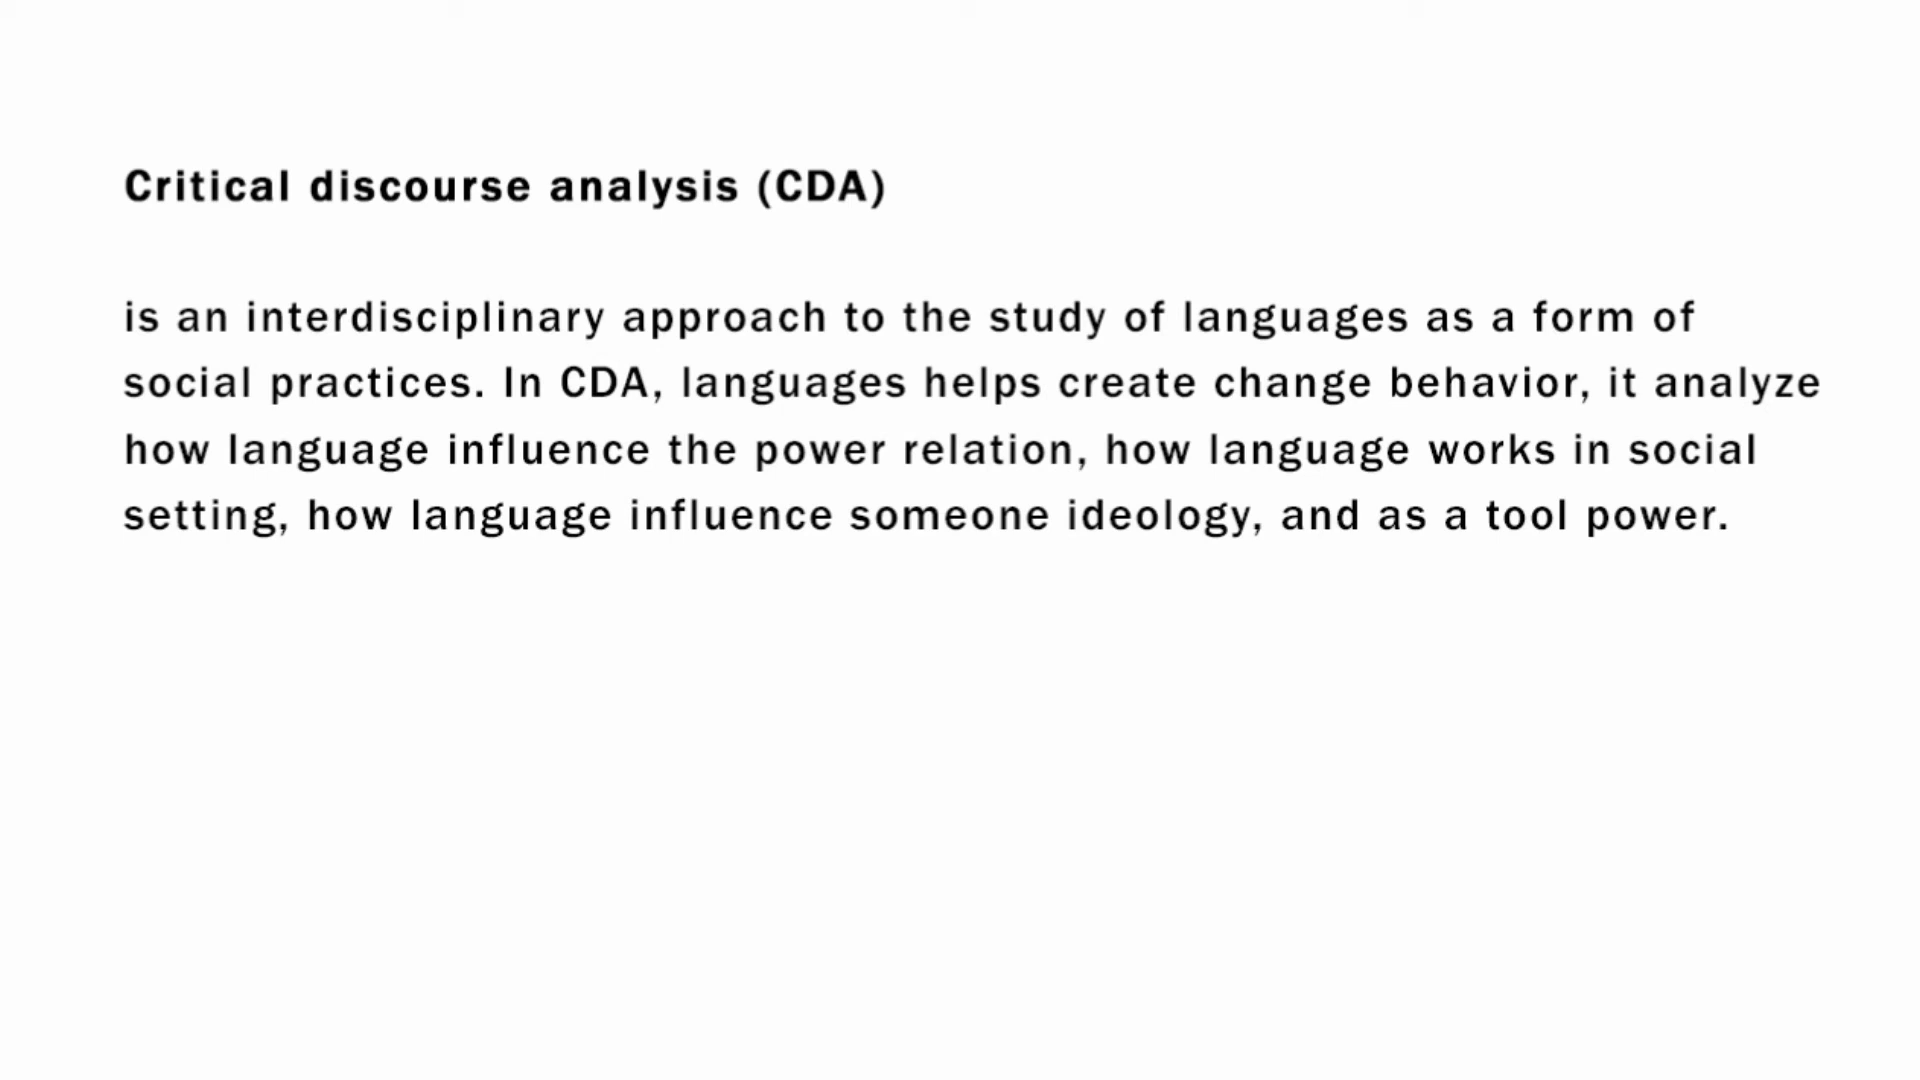 Critical discourse analysis (CDA)
is an interdisciplinary approach to the study of languages as a form of
social practices. In CDA, languages helps create change behavior, it analyze
how language influence the power relation, how language works in social
setting, how language influence someone ideology, and as a tool power.